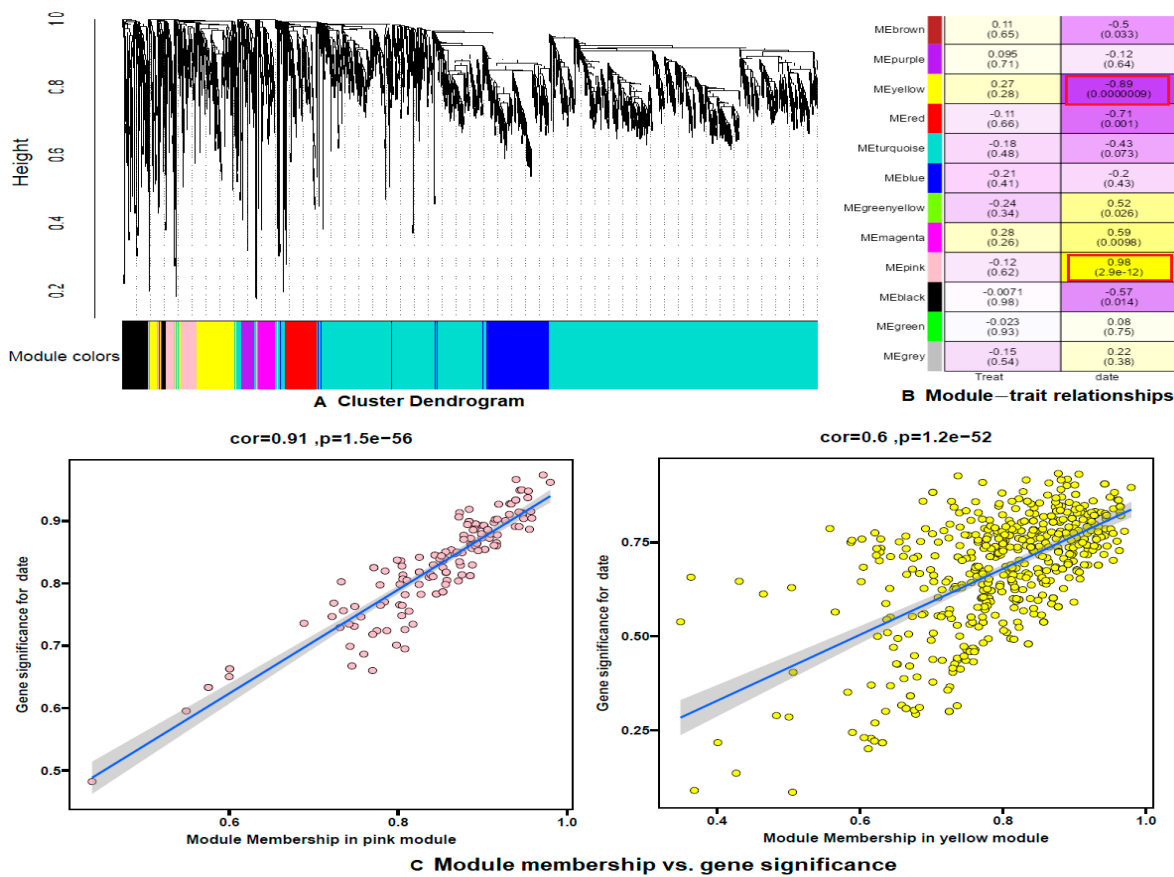 1.0
0.8
0.6
0.4
0.2
Height
Module colors
A Cluster Dendrogram
MEbrown 0.11 (0.65) -0.5 (0.033)
MEpurple 0.095 (0.71) -0.12 (0.64)
MEyellow 0.27 (0.28) -0.89 (0.0000009)
MEred -0.11 (0.66) -0.71 (0.001)
MEturquoise -0.18 (0.48) -0.43 (0.073)
MEblue -0.21 (0.41) -0.2 (0.43)
MEgreenyellow -0.24 (0.34) 0.52 (0.026)
MEmagenta 0.28 (0.26) 0.59 (0.0098)
MEpink -0.12 (0.62) 0.98 (2.9e-12)
MEblack -0.0071 (0.98) -0.57 (0.014)
MEgreen -0.023 (0.93) 0.08 (0.75)
MEgrey -0.15 (0.54) 0.22 (0.38)
Treat date
B Module–trait relationships
cor=0.91 ,p=1.5e−56
Gene significance for date
0.9
0.8
0.7
0.6
0.5
0.6 0.8 1.0
Module Membership in pink module
cor=0.6 ,p=1.2e−52
Gene significance for date
0.75
0.50
0.25
0.4 0.6 0.8 1.0
Module Membership in yellow module
C Module membership vs. gene significance